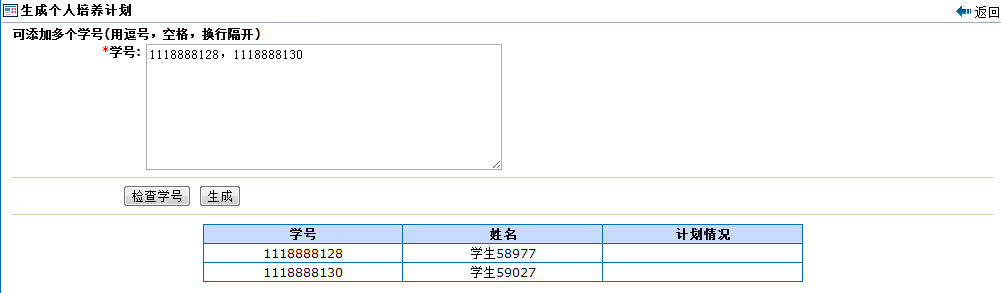 生成个人培养计划 返回
可添加多个学号(用逗号，空格，换行隔开)
*学号: 1118888128，1118888130
检查学号 生成
学号 姓名 计划情况
1118888128 学生58977
1118888130 学生59027